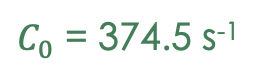 C₀ = 374.5 s⁻¹